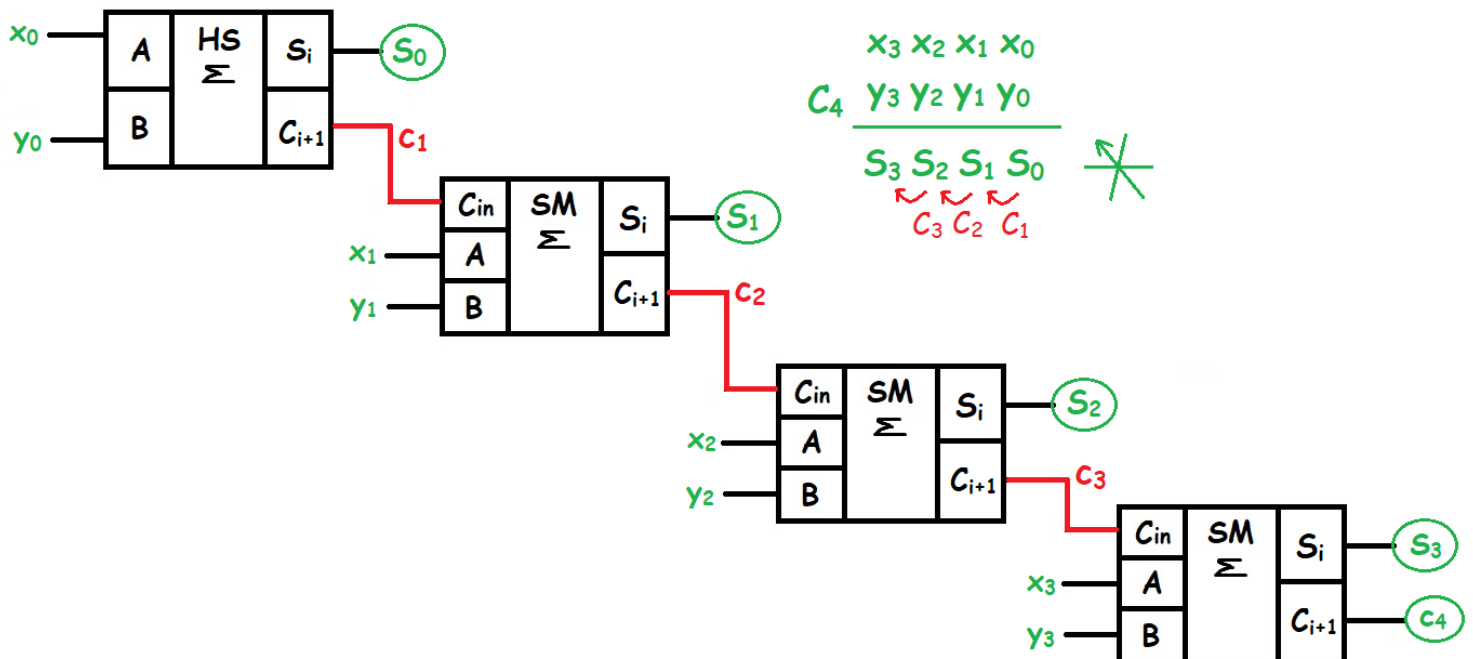 x₀ A HS Sᵢ S₀
Σ
y₀ B Cᵢ₊₁ c₁
x₃ x₂ x₁ x₀
C₄ y₃ y₂ y₁ y₀
S₃ S₂ S₁ S₀
C₃ C₂ C₁
Cin SM Sᵢ S₁
x₁ A Σ
y₁ B Cᵢ₊₁ c₂
Cin SM Sᵢ S₂
x₂ A Σ
y₂ B Cᵢ₊₁ c₃
Cin SM Sᵢ S₃
x₃ A Σ
y₃ B Cᵢ₊₁ c₄